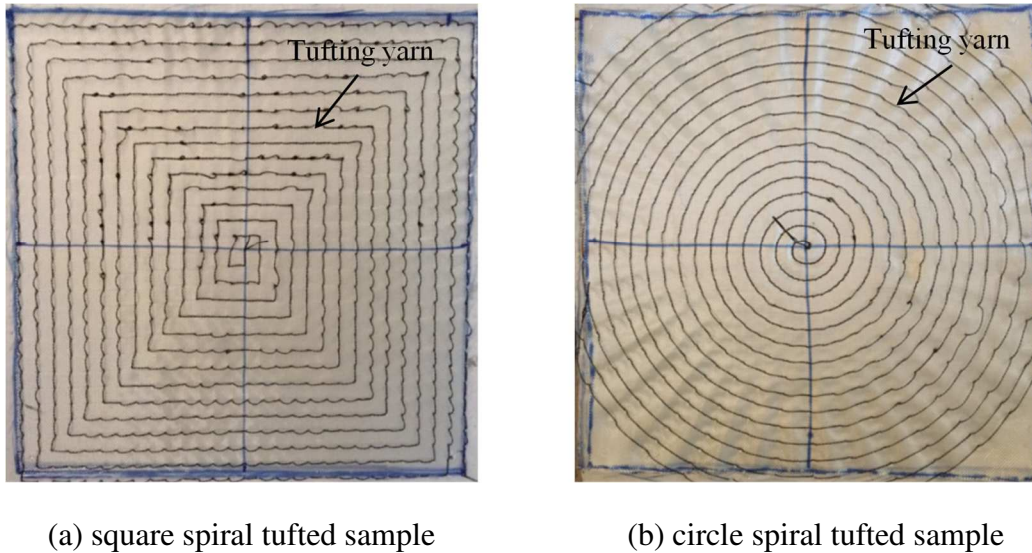 Tufting yarn
Tufting yarn
(a) square spiral tufted sample
(b) circle spiral tufted sample